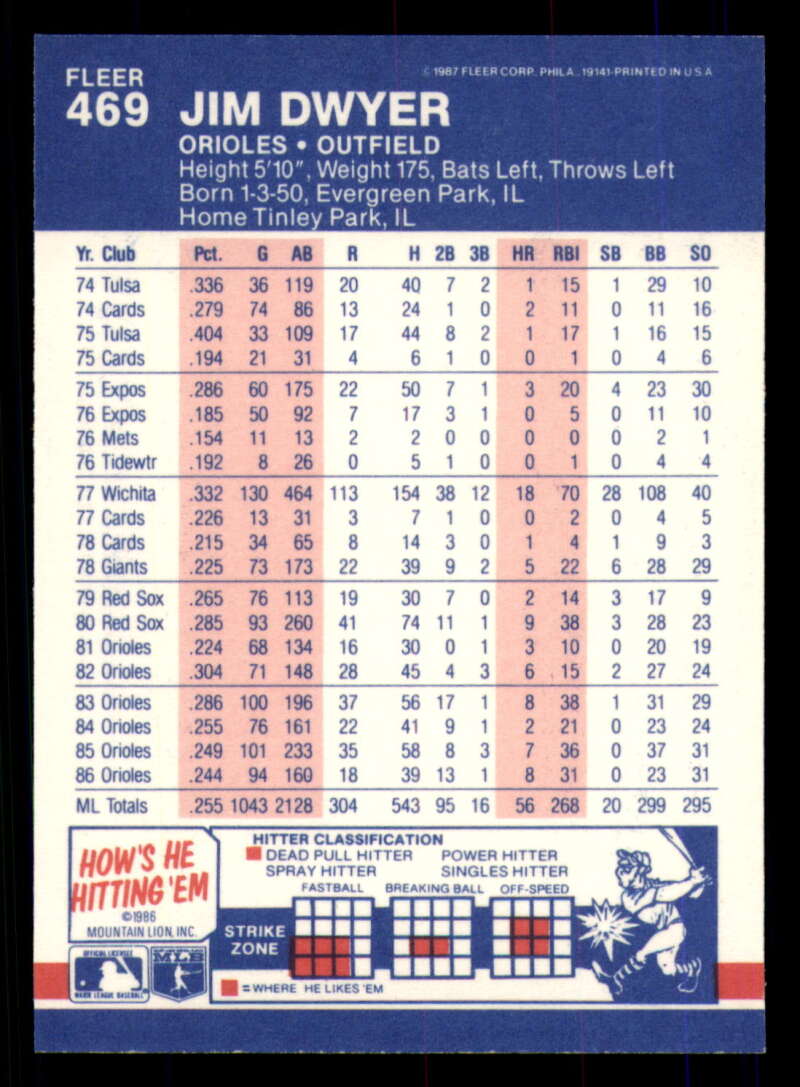 © 1987 FLEER CORP. PHILA., 19141-PRINTED IN U S A
FLEER
469 JIM DWYER
ORIOLES • OUTFIELD
Height 5'10", Weight 175, Bats Left, Throws Left
Born 1-3-50, Evergreen Park, IL
Home Tinley Park, IL
Yr. Club Pct. G AB R H 2B 3B HR RBI SB BB SO
74 Tulsa .336 36 119 20 40 7 2 1 15 1 29 10
74 Cards .279 74 86 13 24 1 0 2 11 0 11 16
75 Tulsa .404 33 109 17 44 8 2 1 17 1 16 15
75 Cards .194 21 31 4 6 1 0 0 1 0 4 6
75 Expos .286 60 175 22 50 7 1 3 20 4 23 30
76 Expos .185 50 92 7 17 3 1 0 5 0 11 10
76 Mets .154 11 13 2 2 0 0 0 0 0 2 1
76 Tidewtr .192 8 26 0 5 1 0 0 1 0 4 4
77 Wichita .332 130 464 113 154 38 12 18 70 28 108 40
77 Cards .226 13 31 3 7 1 0 0 2 0 4 5
78 Cards .215 34 65 8 14 3 0 1 4 1 9 3
78 Giants .225 73 173 22 39 9 2 5 22 6 28 29
79 Red Sox .265 76 113 19 30 7 0 2 14 3 17 9
80 Red Sox .285 93 260 41 74 11 1 9 38 3 28 23
81 Orioles .224 68 134 16 30 0 1 3 10 0 20 19
82 Orioles .304 71 148 28 45 4 3 6 15 2 27 24
83 Orioles .286 100 196 37 56 17 1 8 38 1 31 29
84 Orioles .255 76 161 22 41 9 1 2 21 0 23 24
85 Orioles .249 101 233 35 58 8 3 7 36 0 37 31
86 Orioles .244 94 160 18 39 13 1 8 31 0 23 31
ML Totals .255 1043 2128 304 543 95 16 56 268 20 299 295
HOW'S HE
HITTING 'EM
©1986
MOUNTAIN LION, INC.
HITTER CLASSIFICATION
DEAD PULL HITTER POWER HITTER
SPRAY HITTER SINGLES HITTER
FASTBALL BREAKING BALL OFF-SPEED
STRIKE
ZONE
= WHERE HE LIKES 'EM
OFFICIAL LICENSEE
MAJOR LEAGUE BASEBALL
MLB